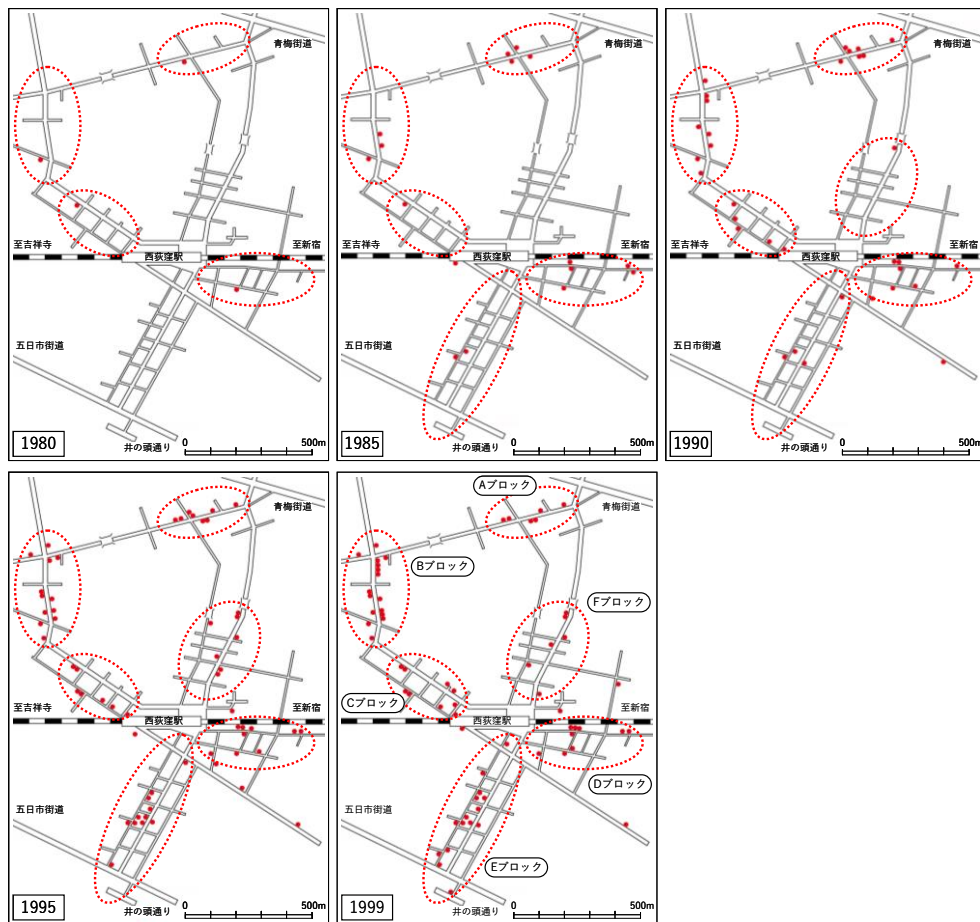 青梅街道
至吉祥寺
西荻窪駅
至新宿
五日市街道
1980
井の頭通り
0
500m
青梅街道
至吉祥寺
西荻窪駅
至新宿
五日市街道
1985
井の頭通り
0
500m
青梅街道
至吉祥寺
西荻窪駅
至新宿
五日市街道
1990
井の頭通り
0
500m
青梅街道
至吉祥寺
西荻窪駅
至新宿
五日市街道
1995
井の頭通り
0
500m
Aブロック
青梅街道
Bブロック
Fブロック
Cブロック
至吉祥寺
西荻窪駅
至新宿
Dブロック
五日市街道
Eブロック
1999
井の頭通り
0
500m